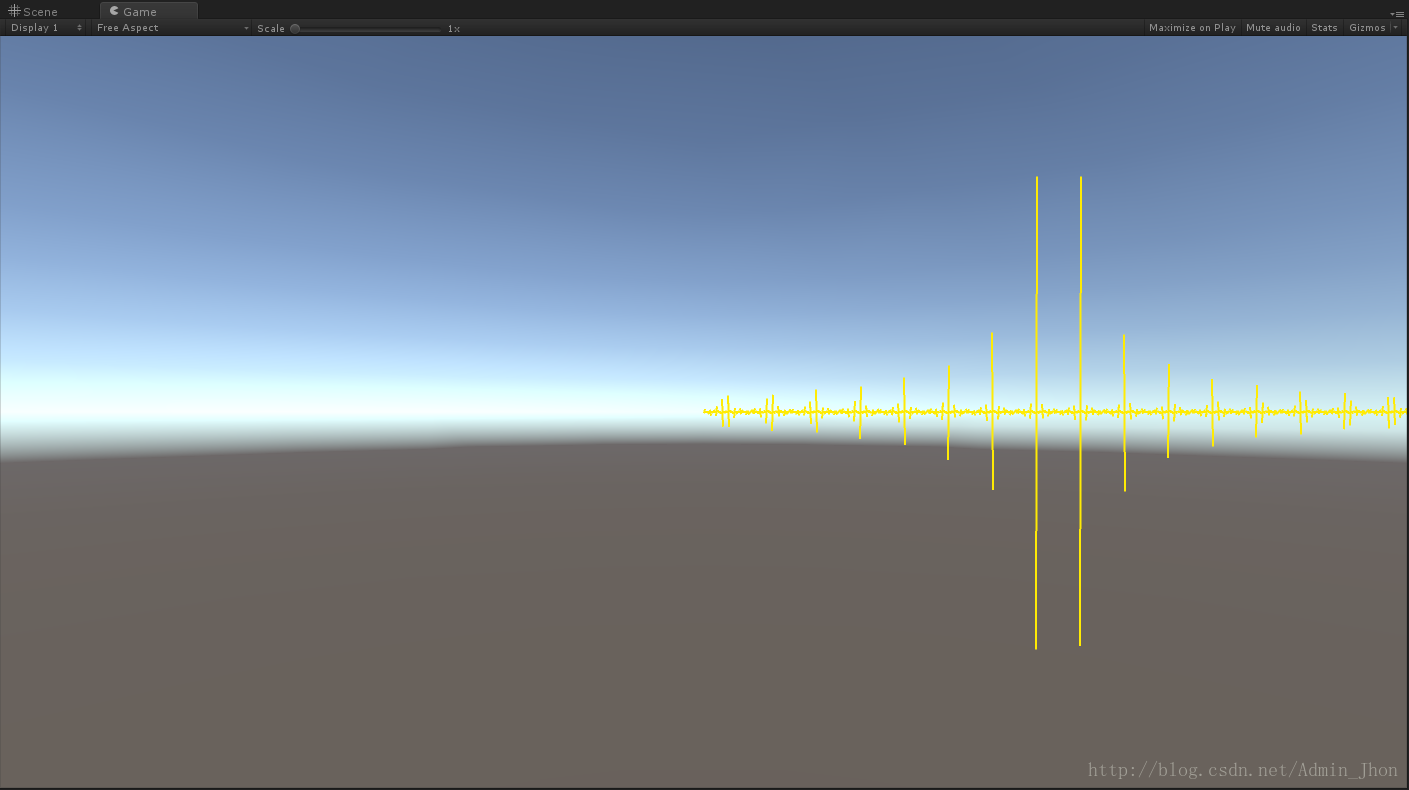 Scene Game
Display 1 Free Aspect Scale 1x Maximize on Play Mute audio Stats Gizmos
http://blog.csdn.net/Admin_Jhon